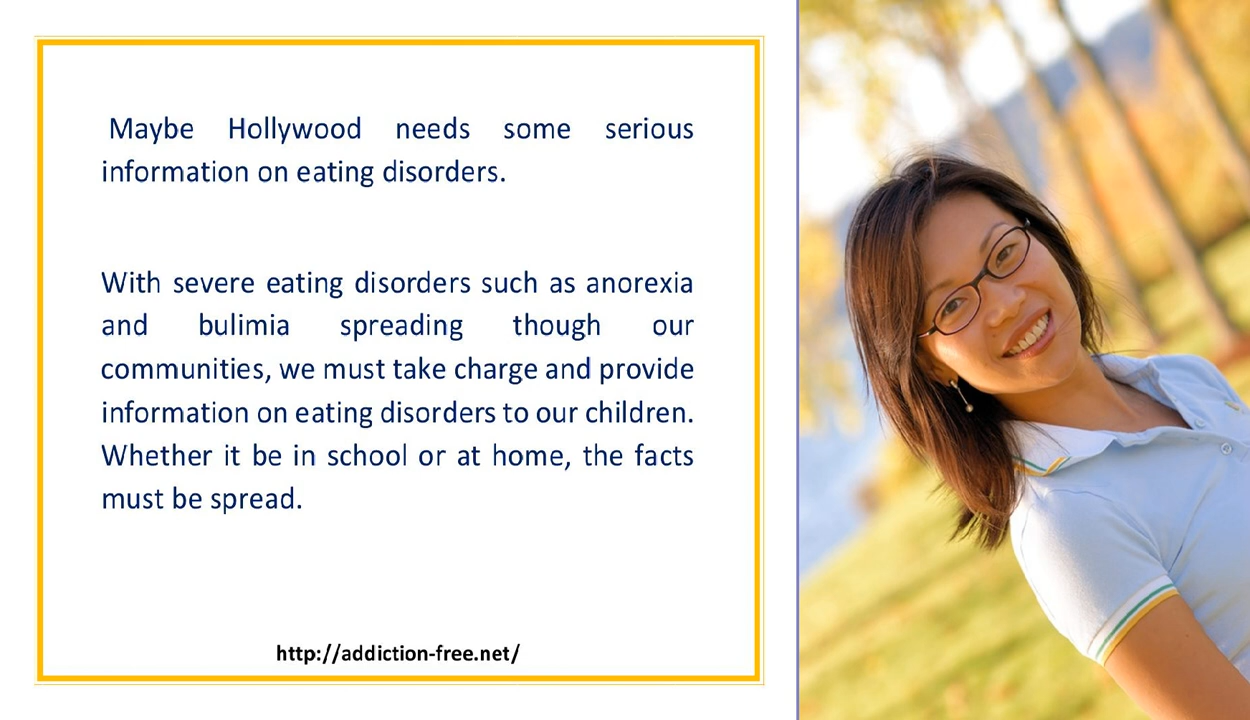 Maybe Hollywood needs some serious
information on eating disorders.
With severe eating disorders such as anorexia
and bulimia spreading though our
communities, we must take charge and provide
information on eating disorders to our children.
Whether it be in school or at home, the facts
must be spread.
http://addiction-free.net/